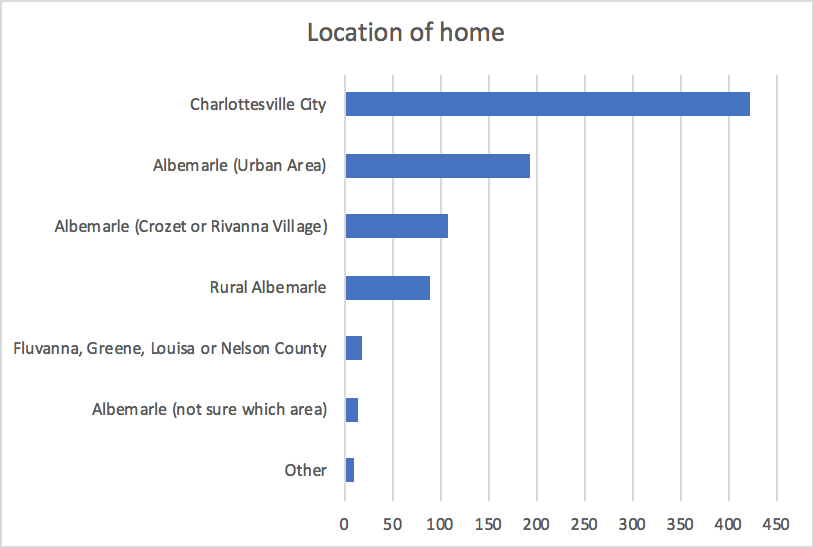 Location of home
Charlottesville City
Albemarle (Urban Area)
Albemarle (Crozet or Rivanna Village)
Rural Albemarle
Fluvanna, Greene, Louisa or Nelson County
Albemarle (not sure which area)
Other
0 50 100 150 200 250 300 350 400 450